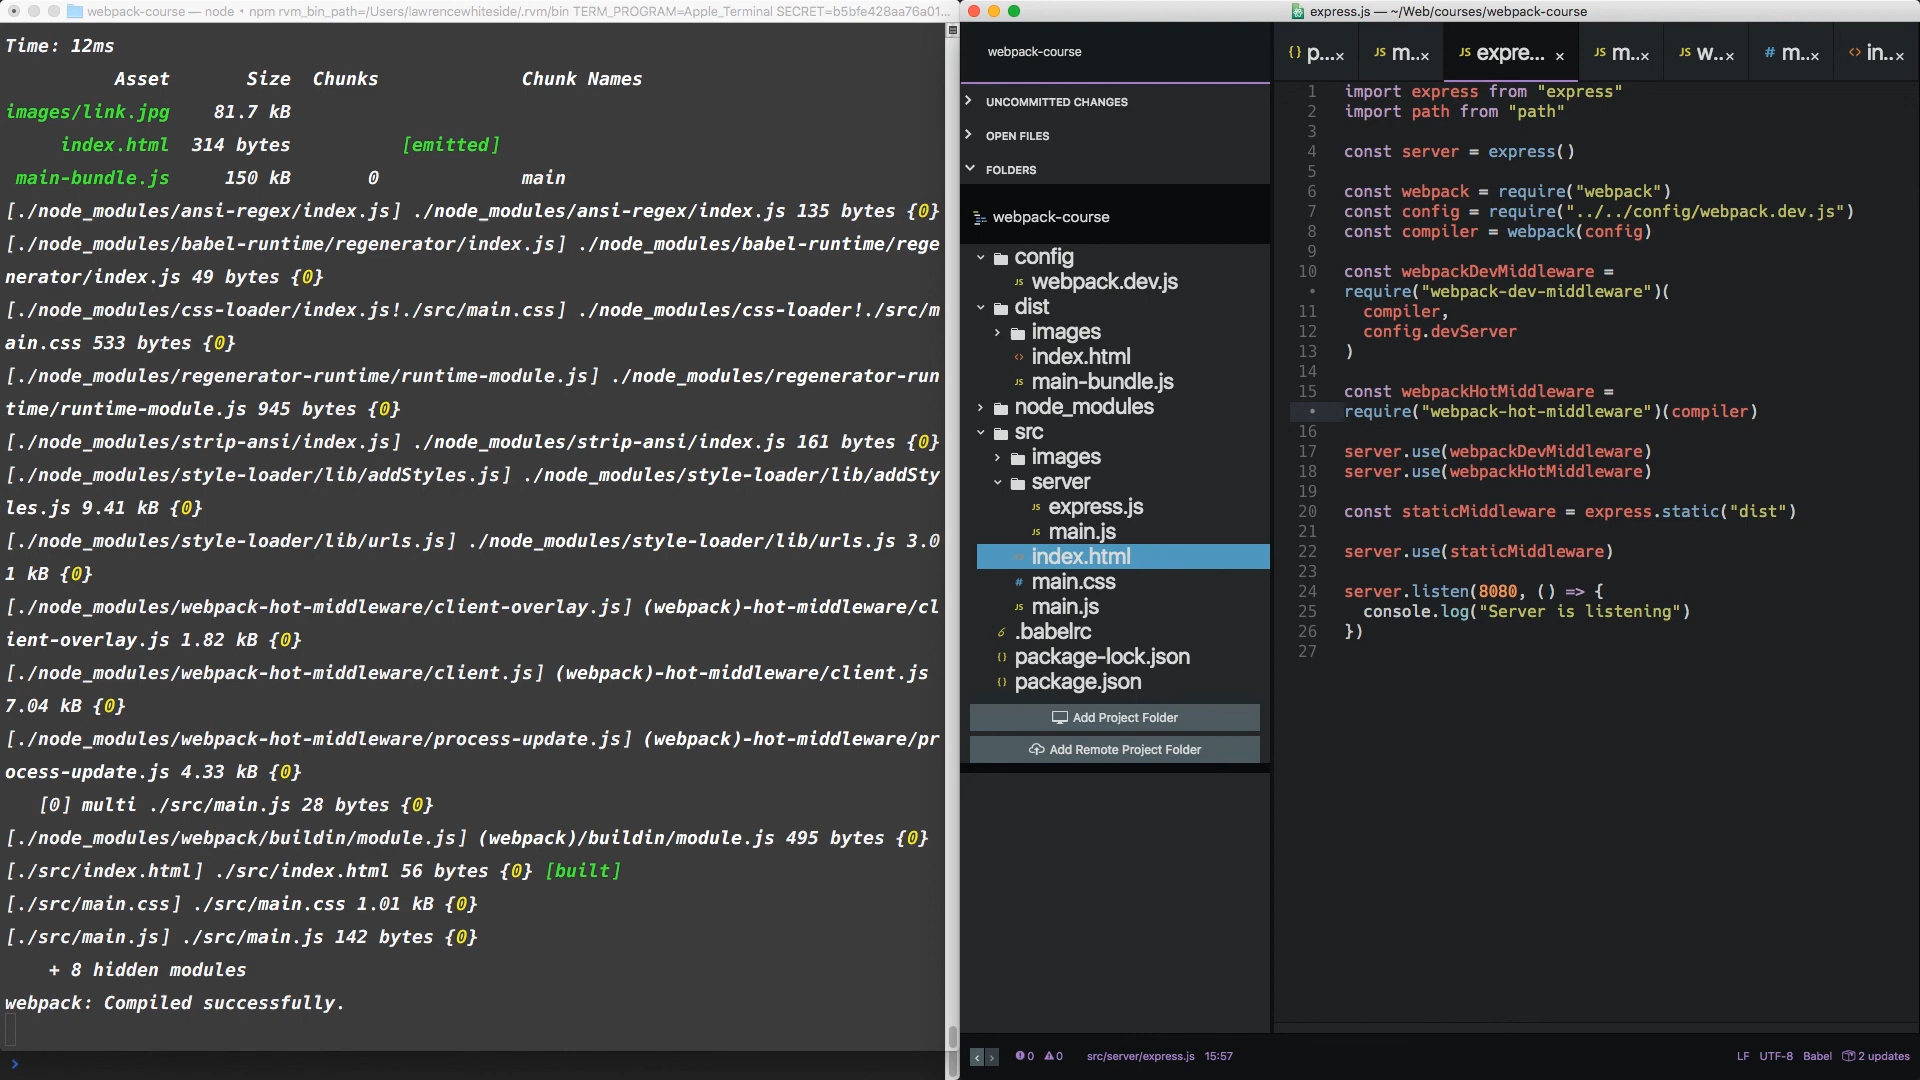 webpack-course — node • npm rvm_bin_path=/Users/lawrencewhiteside/.rvm/bin TERM_PROGRAM=Apple_Terminal SECRET=b5bfe428aa76a01...
Time: 12ms
Asset Size Chunks Chunk Names
images/link.jpg 81.7 kB
index.html 314 bytes [emitted]
main-bundle.js 150 kB 0 main
[./node_modules/ansi-regex/index.js] ./node_modules/ansi-regex/index.js 135 bytes {0}
[./node_modules/babel-runtime/regenerator/index.js] ./node_modules/babel-runtime/rege
nerator/index.js 49 bytes {0}
[./node_modules/css-loader/index.js!./src/main.css] ./node_modules/css-loader!./src/m
ain.css 533 bytes {0}
[./node_modules/regenerator-runtime/runtime-module.js] ./node_modules/regenerator-run
time/runtime-module.js 945 bytes {0}
[./node_modules/strip-ansi/index.js] ./node_modules/strip-ansi/index.js 161 bytes {0}
[./node_modules/style-loader/lib/addStyles.js] ./node_modules/style-loader/lib/addSty
les.js 9.41 kB {0}
[./node_modules/style-loader/lib/urls.js] ./node_modules/style-loader/lib/urls.js 3.0
1 kB {0}
[./node_modules/webpack-hot-middleware/client-overlay.js] (webpack)-hot-middleware/cl
ient-overlay.js 1.82 kB {0}
[./node_modules/webpack-hot-middleware/client.js] (webpack)-hot-middleware/client.js
7.04 kB {0}
[./node_modules/webpack-hot-middleware/process-update.js] (webpack)-hot-middleware/pr
ocess-update.js 4.33 kB {0}
[0] multi ./src/main.js 28 bytes {0}
[./node_modules/webpack/buildin/module.js] (webpack)/buildin/module.js 495 bytes {0}
[./src/index.html] ./src/index.html 56 bytes {0} [built]
[./src/main.css] ./src/main.css 1.01 kB {0}
[./src/main.js] ./src/main.js 142 bytes {0}
+ 8 hidden modules
webpack: Compiled successfully.
express.js — ~/Web/courses/webpack-course
webpack-course
UNCOMMITTED CHANGES
OPEN FILES
FOLDERS
webpack-course
config
JS webpack.dev.js
dist
images
<> index.html
JS main-bundle.js
node_modules
src
images
server
JS express.js
JS main.js
<> index.html
# main.css
JS main.js
.babelrc
{} package-lock.json
{} package.json
Add Project Folder
Add Remote Project Folder
{} p... × JS m... × JS expre... × JS m... × JS w... × # m... × <> in... ×
1 import express from "express"
2 import path from "path"
3
4 const server = express()
5
6 const webpack = require("webpack")
7 const config = require("../../config/webpack.dev.js")
8 const compiler = webpack(config)
9
10 const webpackDevMiddleware =
• require("webpack-dev-middleware")(
11 compiler,
12 config.devServer
13 )
14
15 const webpackHotMiddleware =
• require("webpack-hot-middleware")(compiler)
16
17 server.use(webpackDevMiddleware)
18 server.use(webpackHotMiddleware)
19
20 const staticMiddleware = express.static("dist")
21
22 server.use(staticMiddleware)
23
24 server.listen(8080, () => {
25 console.log("Server is listening")
26 })
27
0 0 src/server/express.js 15:57 LF UTF-8 Babel 2 updates